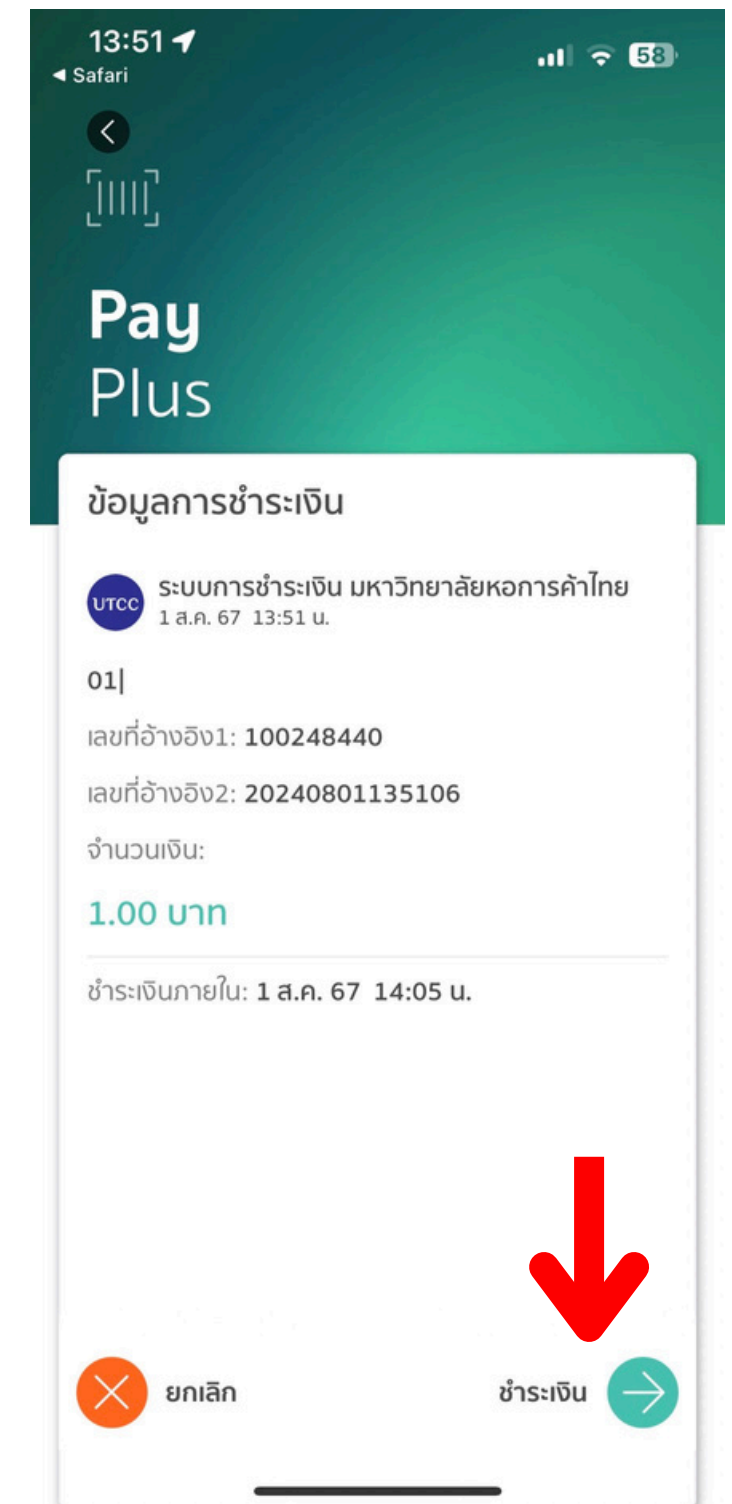 13:51
58
◀ Safari
Pay
Plus
ข้อมูลการชำระเงิน
UTCC
ระบบการชำระเงิน มหาวิทยาลัยหอการค้าไทย
1 ส.ค. 67 13:51 น.
01|
เลขที่อ้างอิง1: 100248440
เลขที่อ้างอิง2: 20240801135106
จำนวนเงิน:
1.00 บาท
ชำระเงินภายใน: 1 ส.ค. 67 14:05 น.
ยกเลิก
ชำระเงิน